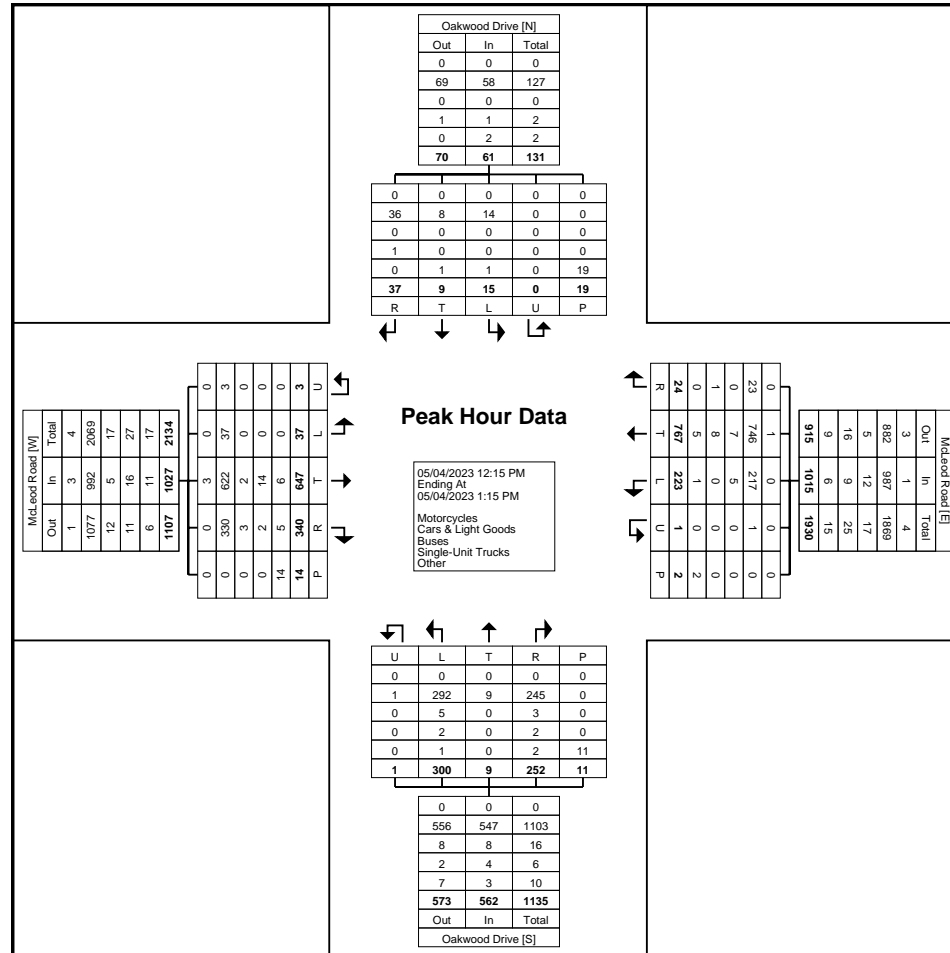 Oakwood Drive [N]
Out In Total
0 0 0
69 58 127
0 0 0
1 1 2
0 2 2
70 61 131
0 0 0 0 0
36 8 14 0 0
0 0 0 0 0
1 0 0 0 0
0 1 1 0 19
37 9 15 0 19
R T L U P
McLeod Road [W]
Out In Total
1 3 4
1077 992 2069
12 5 17
11 16 27
6 11 17
1107 1027 2134
0 0 3 0 0
0 330 622 37 3
0 3 2 0 0
0 2 14 0 0
14 5 6 0 0
14 340 647 37 3
P R T L U
Peak Hour Data
05/04/2023 12:15 PM
Ending At
05/04/2023 1:15 PM
Motorcycles
Cars & Light Goods
Buses
Single-Unit Trucks
Other
McLeod Road [E]
Out In Total
3 1 4
882 987 1869
5 12 17
16 9 25
9 6 15
915 1015 1930
0 1 0 0 0
23 746 217 1 0
0 7 5 0 0
1 8 0 0 0
0 5 1 0 2
24 767 223 1 2
R T L U P
U L T R P
0 0 0 0 0
1 292 9 245 0
0 5 0 3 0
0 2 0 2 0
0 1 0 2 11
1 300 9 252 11
0 0 0
556 547 1103
8 8 16
2 4 6
7 3 10
573 562 1135
Out In Total
Oakwood Drive [S]